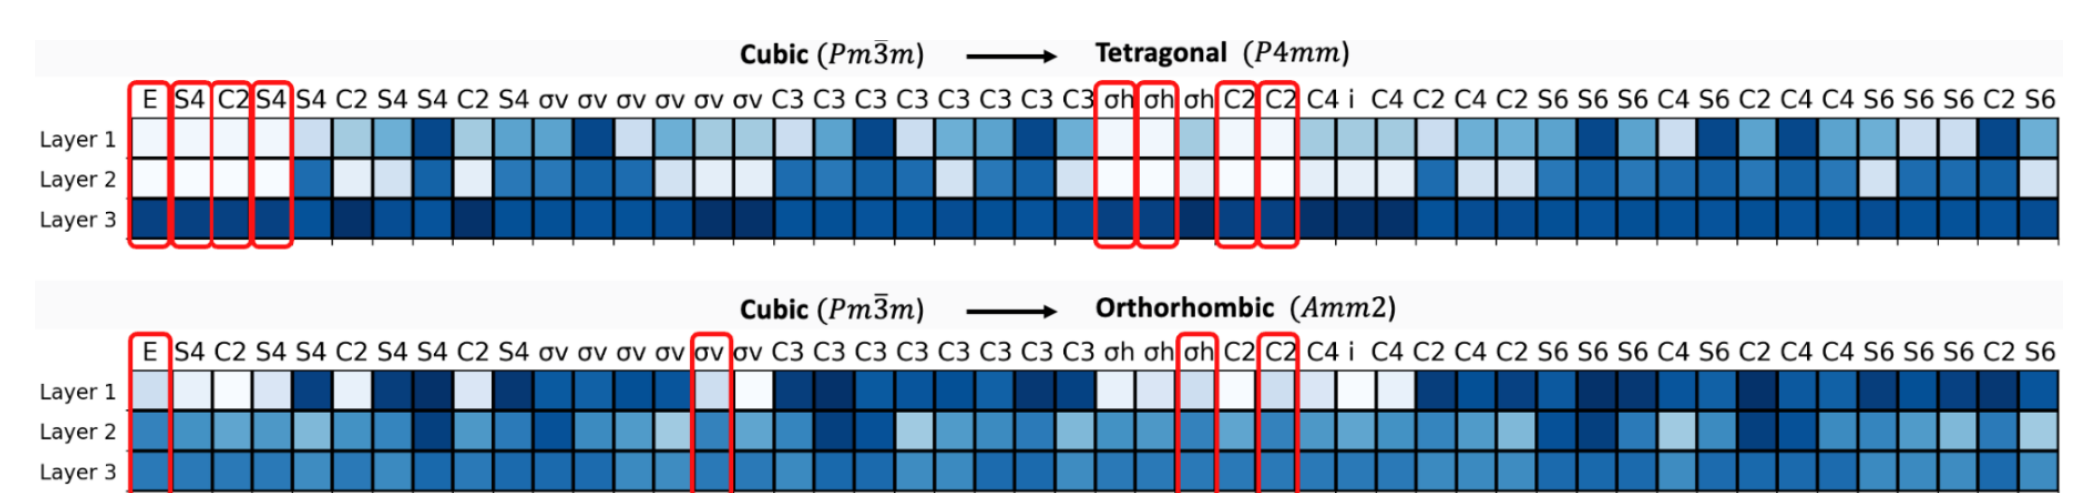 Cubic (Pm3̄m) ⟶ Tetragonal (P4mm)
E S4 C2 S4 S4 C2 S4 S4 C2 S4 σv σv σv σv σv σv C3 C3 C3 C3 C3 C3 C3 C3 σh σh σh C2 C2 C4 i C4 C2 C4 C2 S6 S6 S6 C4 S6 C2 C4 C4 S6 S6 S6 C2 S6
Layer 1
Layer 2
Layer 3
Cubic (Pm3̄m) ⟶ Orthorhombic (Amm2)
E S4 C2 S4 S4 C2 S4 S4 C2 S4 σv σv σv σv σv σv C3 C3 C3 C3 C3 C3 C3 C3 σh σh σh C2 C2 C4 i C4 C2 C4 C2 S6 S6 S6 C4 S6 C2 C4 C4 S6 S6 S6 C2 S6
Layer 1
Layer 2
Layer 3